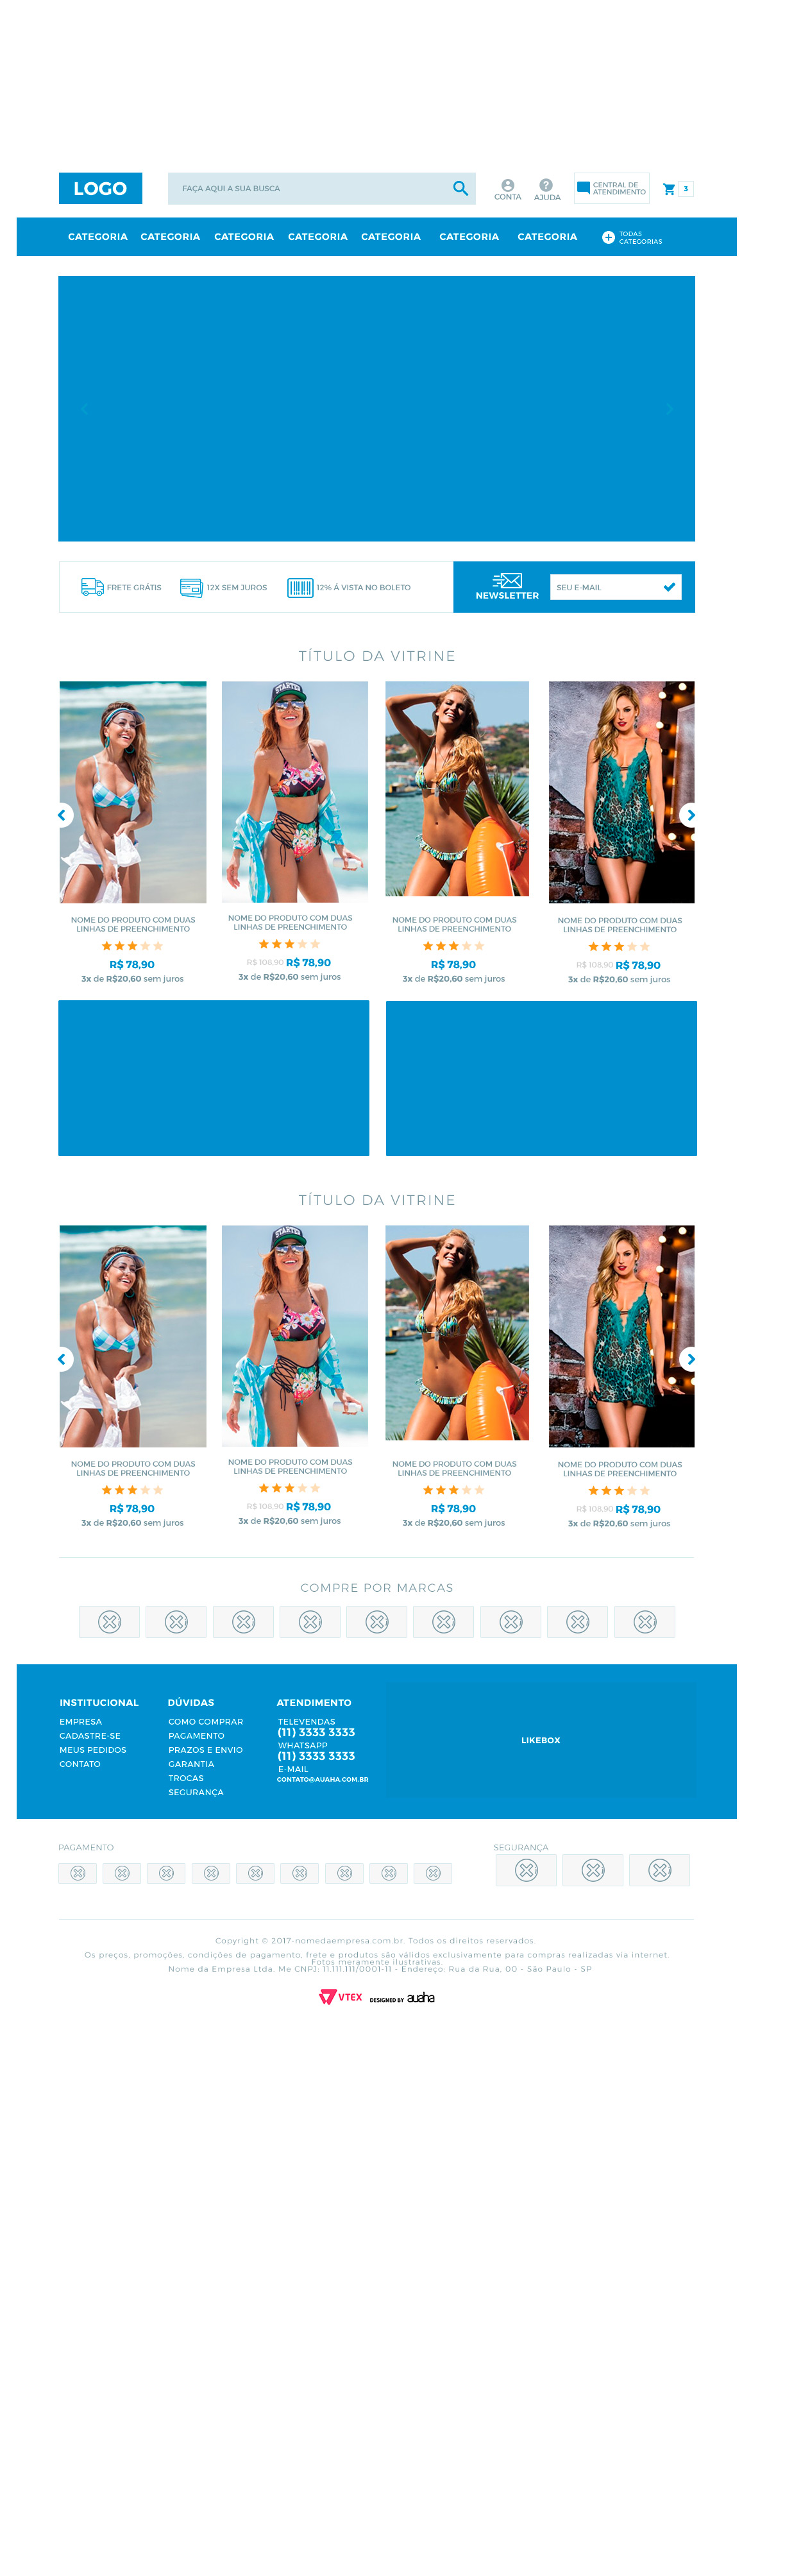 LOGO
FAÇA AQUI A SUA BUSCA
CONTA
AJUDA
CENTRAL DE
ATENDIMENTO
3
CATEGORIA CATEGORIA CATEGORIA CATEGORIA CATEGORIA CATEGORIA CATEGORIA
TODAS
CATEGORIAS
FRETE GRÁTIS
12X SEM JUROS
12% Á VISTA NO BOLETO
NEWSLETTER
SEU E-MAIL
TÍTULO DA VITRINE
STARTED
NOME DO PRODUTO COM DUAS
LINHAS DE PREENCHIMENTO
R$ 78,90
3x de R$20,60 sem juros
NOME DO PRODUTO COM DUAS
LINHAS DE PREENCHIMENTO
R$ 108,90 R$ 78,90
3x de R$20,60 sem juros
NOME DO PRODUTO COM DUAS
LINHAS DE PREENCHIMENTO
R$ 78,90
3x de R$20,60 sem juros
NOME DO PRODUTO COM DUAS
LINHAS DE PREENCHIMENTO
R$ 108,90 R$ 78,90
3x de R$20,60 sem juros
TÍTULO DA VITRINE
STARTED
NOME DO PRODUTO COM DUAS
LINHAS DE PREENCHIMENTO
R$ 78,90
3x de R$20,60 sem juros
NOME DO PRODUTO COM DUAS
LINHAS DE PREENCHIMENTO
R$ 108,90 R$ 78,90
3x de R$20,60 sem juros
NOME DO PRODUTO COM DUAS
LINHAS DE PREENCHIMENTO
R$ 78,90
3x de R$20,60 sem juros
NOME DO PRODUTO COM DUAS
LINHAS DE PREENCHIMENTO
R$ 108,90 R$ 78,90
3x de R$20,60 sem juros
COMPRE POR MARCAS
INSTITUCIONAL
EMPRESA
CADASTRE-SE
MEUS PEDIDOS
CONTATO
DÚVIDAS
COMO COMPRAR
PAGAMENTO
PRAZOS E ENVIO
GARANTIA
TROCAS
SEGURANÇA
ATENDIMENTO
TELEVENDAS
(11) 3333 3333
WHATSAPP
(11) 3333 3333
E-MAIL
CONTATO@AUAHA.COM.BR
LIKEBOX
PAGAMENTO
SEGURANÇA
Copyright © 2017-nomedaempresa.com.br. Todos os direitos reservados.
Os preços, promoções, condições de pagamento, frete e produtos são válidos exclusivamente para compras realizadas via internet.
Fotos meramente ilustrativas.
Nome da Empresa Ltda. Me CNPJ: 11.111.111/0001-11 - Endereço: Rua da Rua, 00 - São Paulo - SP
VTEX DESIGNED BY auaha